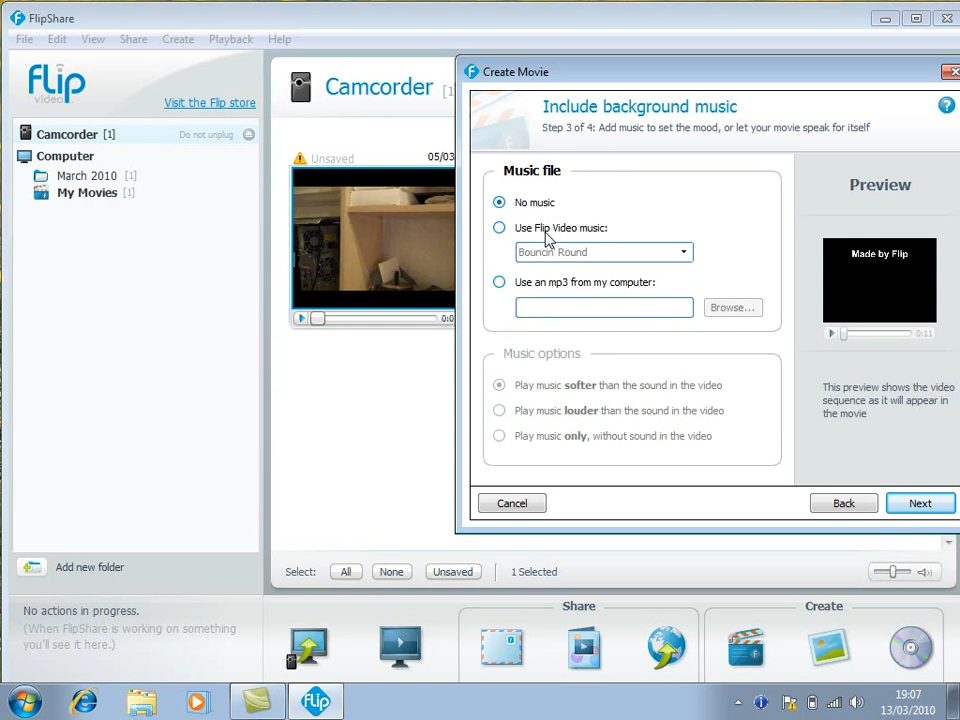 FlipShare
File Edit View Share Create Playback Help
flip
video
Visit the Flip store
Camcorder [1] Do not unplug
Computer
March 2010 [1]
My Movies [1]
Add new folder
No actions in progress.
(When FlipShare is working on something
you'll see it here.)
Camcorder [1
Unsaved 05/03
0:0
Select: All None Unsaved 1 Selected
Share
Create
Create Movie
Include background music
Step 3 of 4: Add music to set the mood, or let your movie speak for itself
?
Music file
No music
Use Flip Video music:
Bouncin' Round
Use an mp3 from my computer:
Browse...
Music options
Play music softer than the sound in the video
Play music louder than the sound in the video
Play music only, without sound in the video
Preview
Made by Flip
0:11
This preview shows the video
sequence as it will appear in
the movie
Cancel Back Next
19:07
13/03/2010